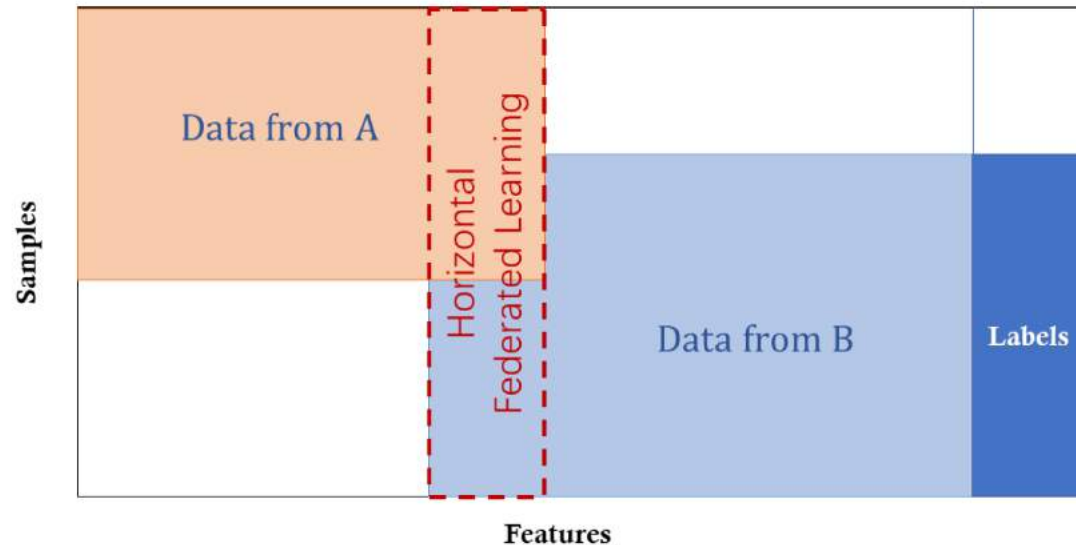 Data from A
Horizontal
Federated Learning
Samples
Data from B
Labels
Features